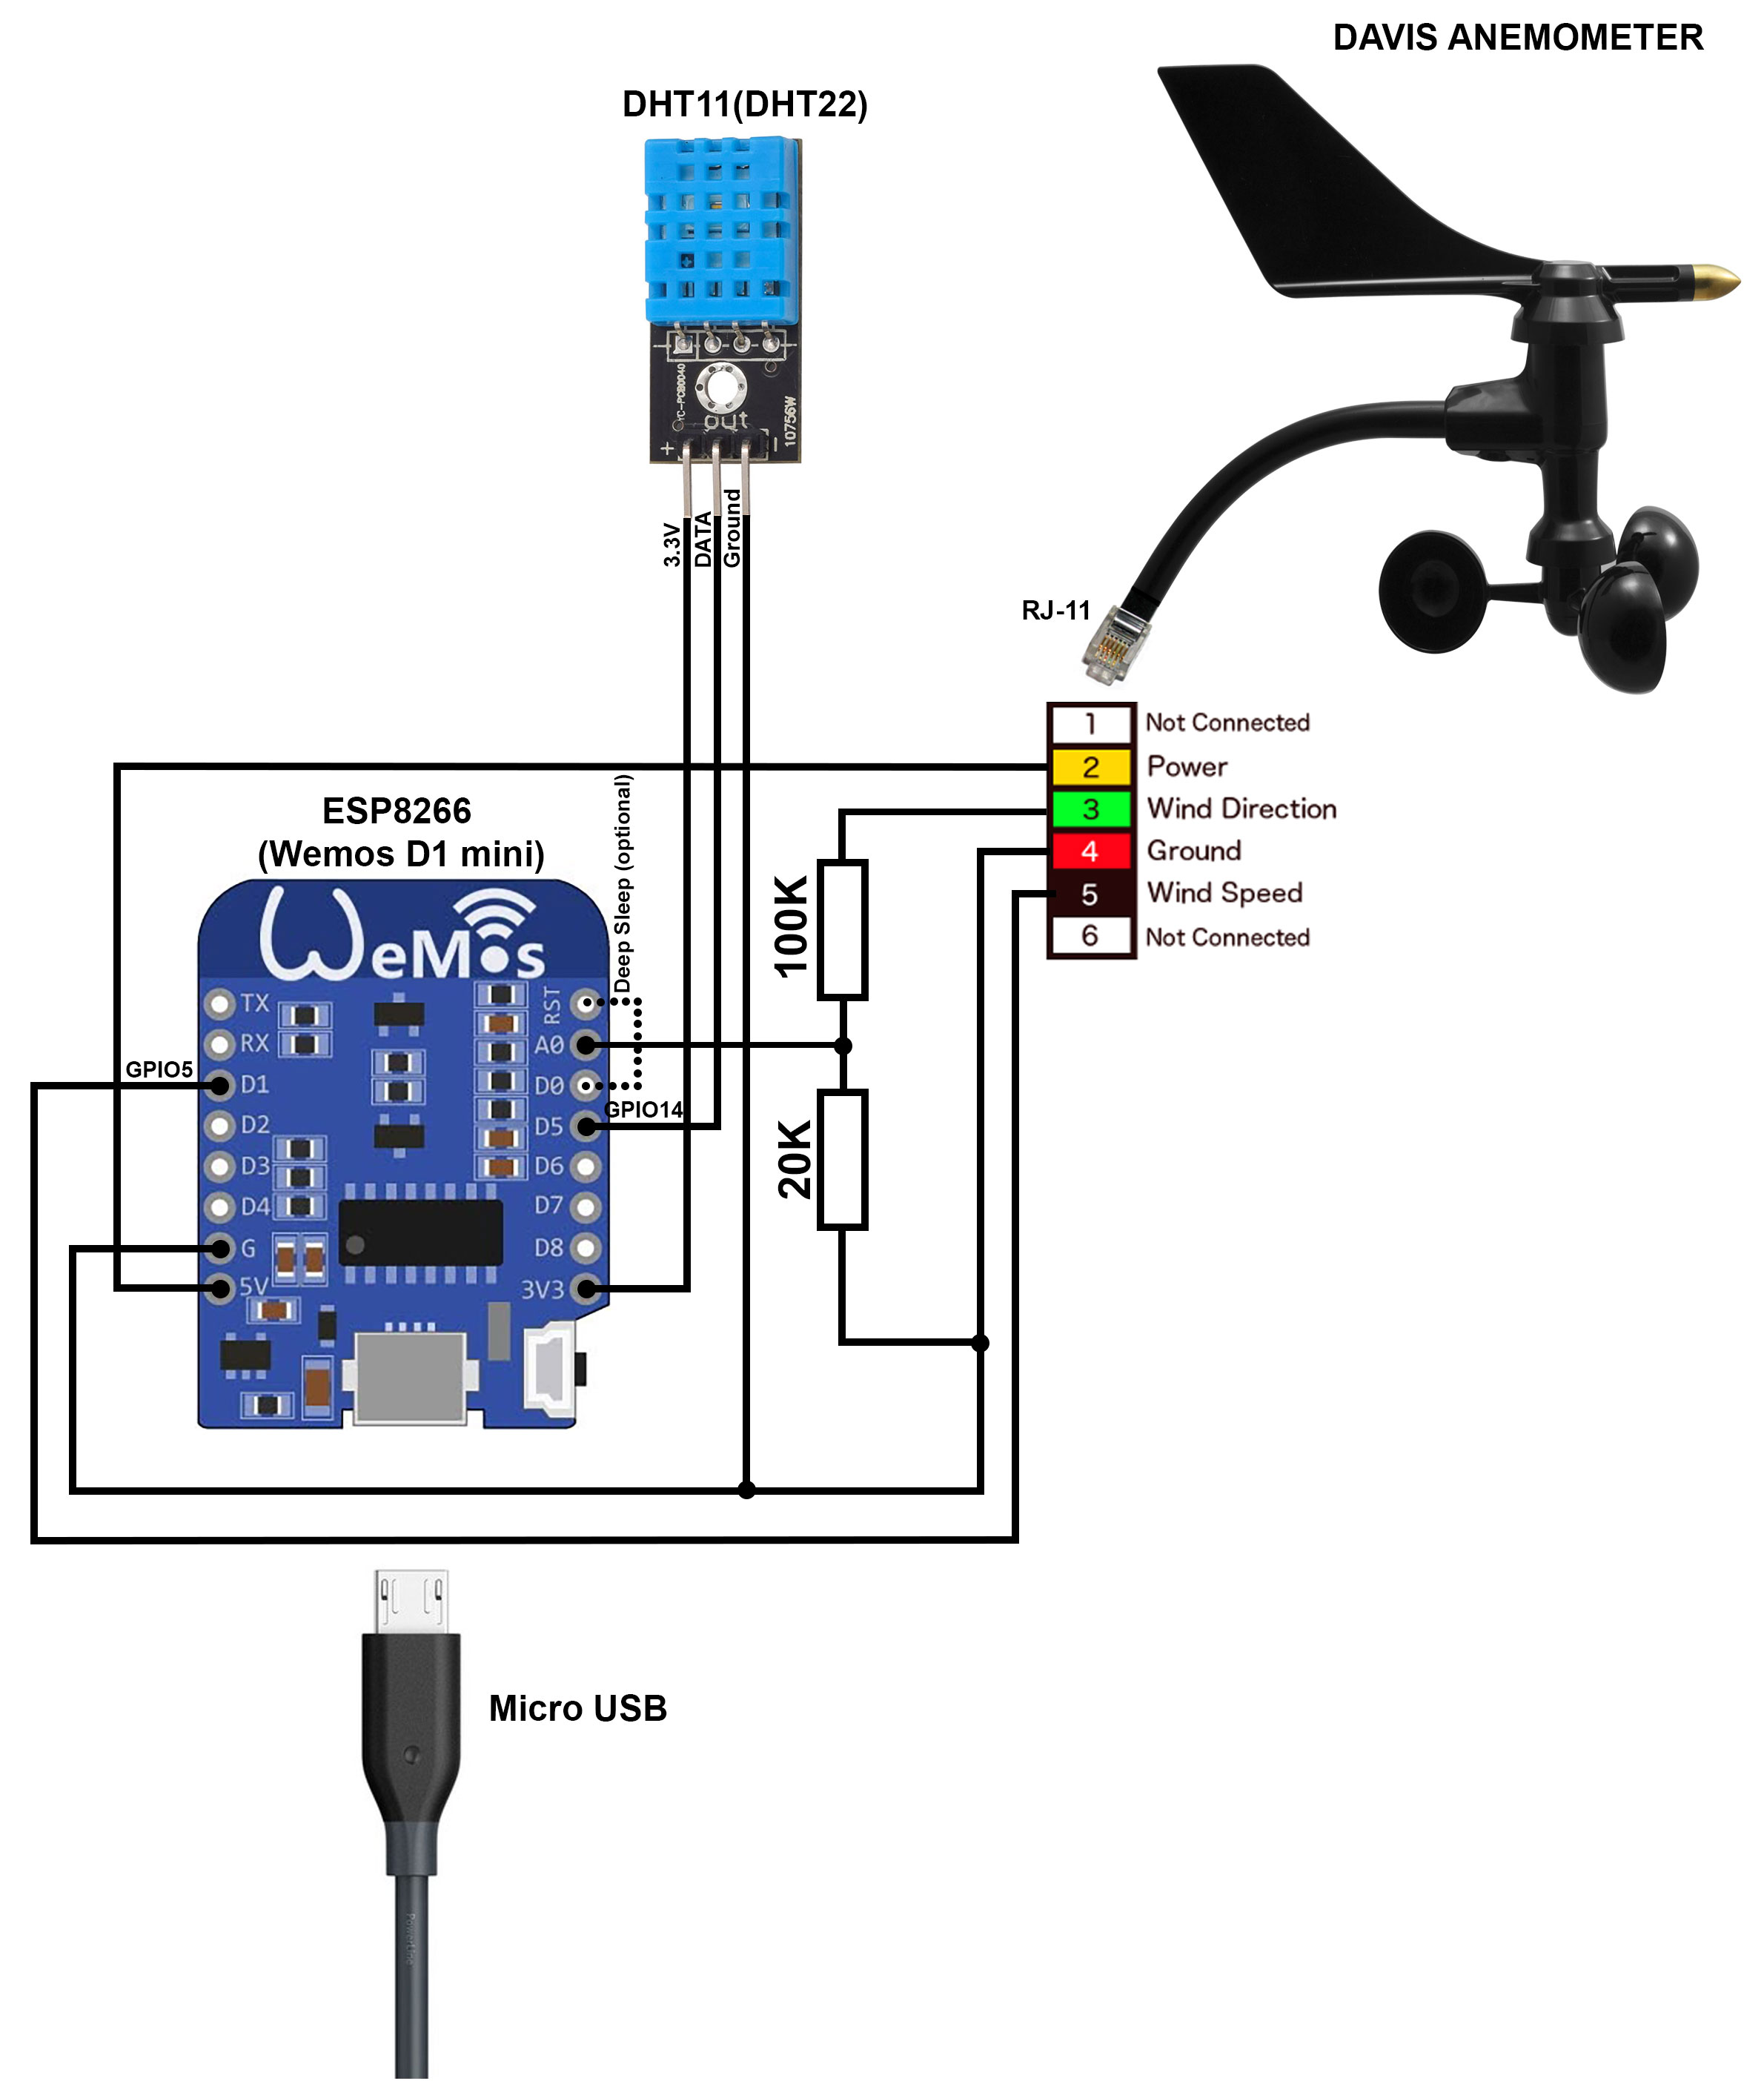 DAVIS ANEMOMETER
DHT11(DHT22)
YC-PCB0040
10756W
out
+
-
3.3V
DATA
Ground
RJ-11
1 Not Connected
2 Power
3 Wind Direction
4 Ground
5 Wind Speed
6 Not Connected
ESP8266
(Wemos D1 mini)
Deep Sleep (optional)
WeMos
TX
RX
GPIO5
D1
D2
D3
D4
G
5V
RST
A0
D0
GPIO14
D5
D6
D7
D8
3V3
100K
20K
Micro USB
PowerLine